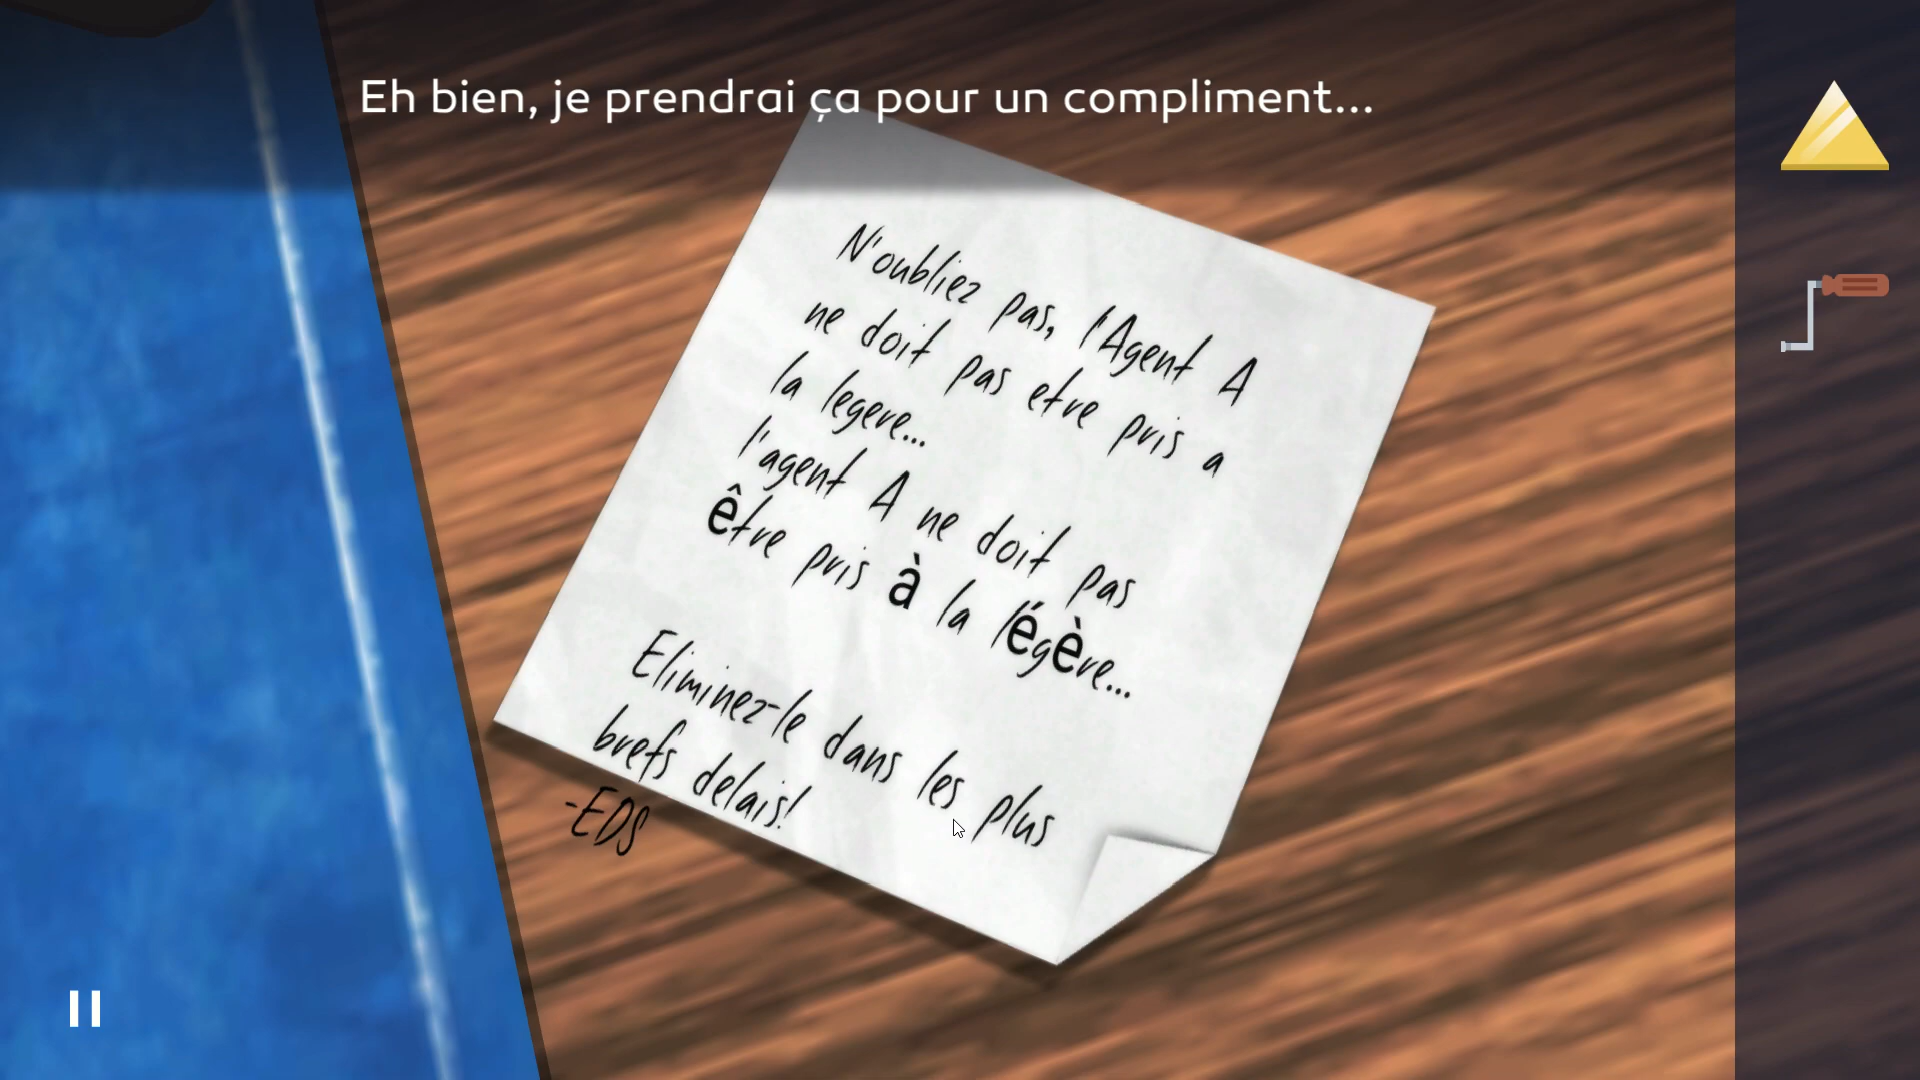 Eh bien, je prendrai ça pour un compliment...
N'oubliez pas, l'Agent A
ne doit pas etre pris a
la legere...
l'agent A ne doit pas
être pris à la légère...
Eliminez-le dans les plus
brefs delais!
-EDS